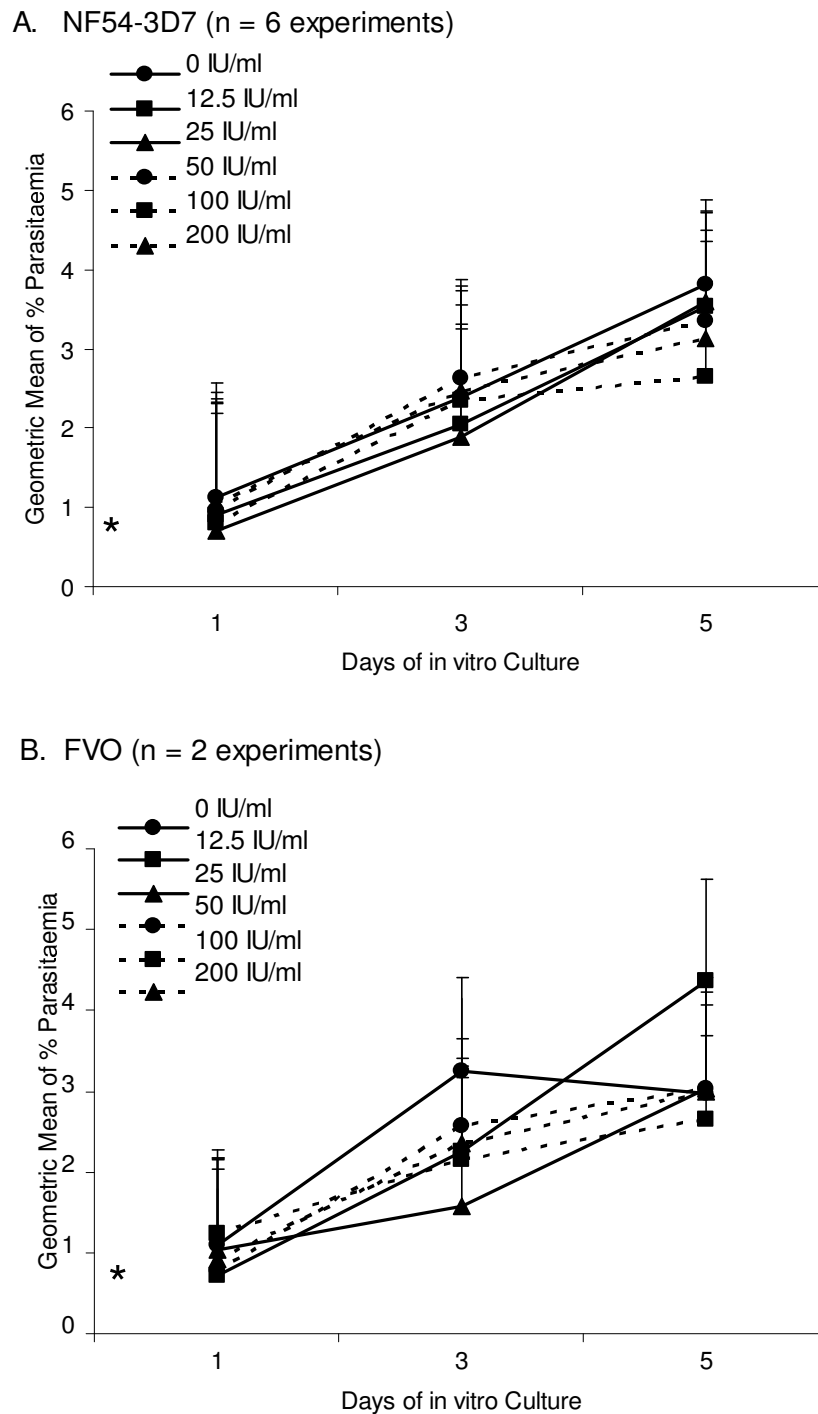 A. NF54-3D7 (n = 6 experiments)
0 IU/ml
12.5 IU/ml
25 IU/ml
50 IU/ml
100 IU/ml
200 IU/ml
Geometric Mean of % Parasitaemia
6
5
4
3
2
1
0
*
1 3 5
Days of in vitro Culture
B. FVO (n = 2 experiments)
0 IU/ml
12.5 IU/ml
25 IU/ml
50 IU/ml
100 IU/ml
200 IU/ml
Geometric Mean of % Parasitaemia
6
5
4
3
2
1
0
*
1 3 5
Days of in vitro Culture